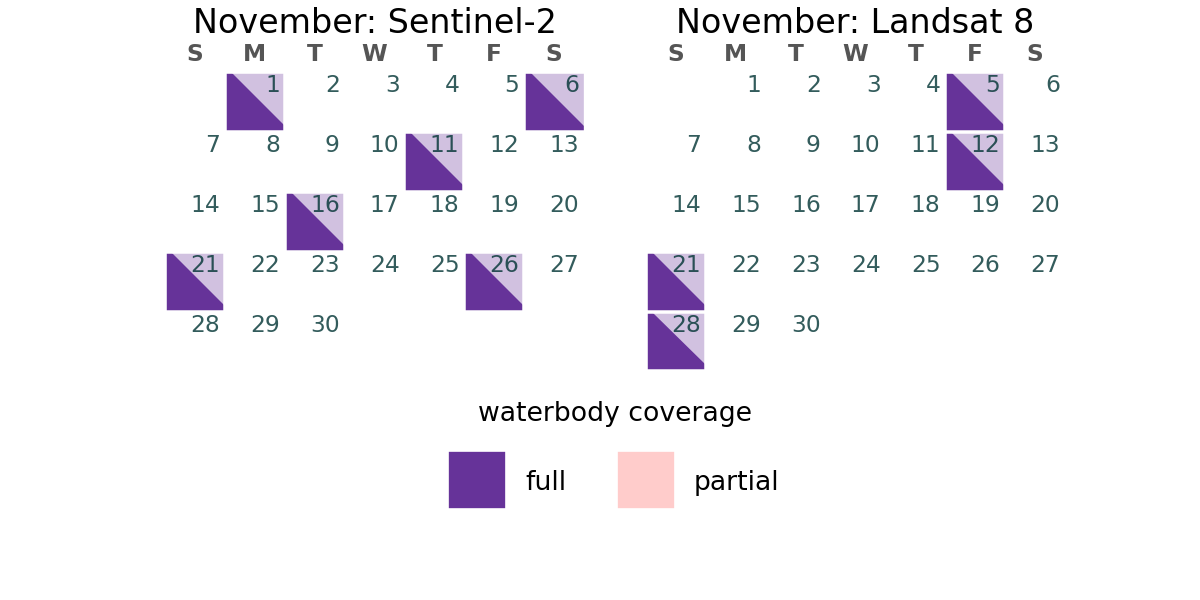 November: Sentinel-2
S M T W T F S
1 2 3 4 5 6
7 8 9 10 11 12 13
14 15 16 17 18 19 20
21 22 23 24 25 26 27
28 29 30
November: Landsat 8
S M T W T F S
1 2 3 4 5 6
7 8 9 10 11 12 13
14 15 16 17 18 19 20
21 22 23 24 25 26 27
28 29 30
waterbody coverage
full
partial